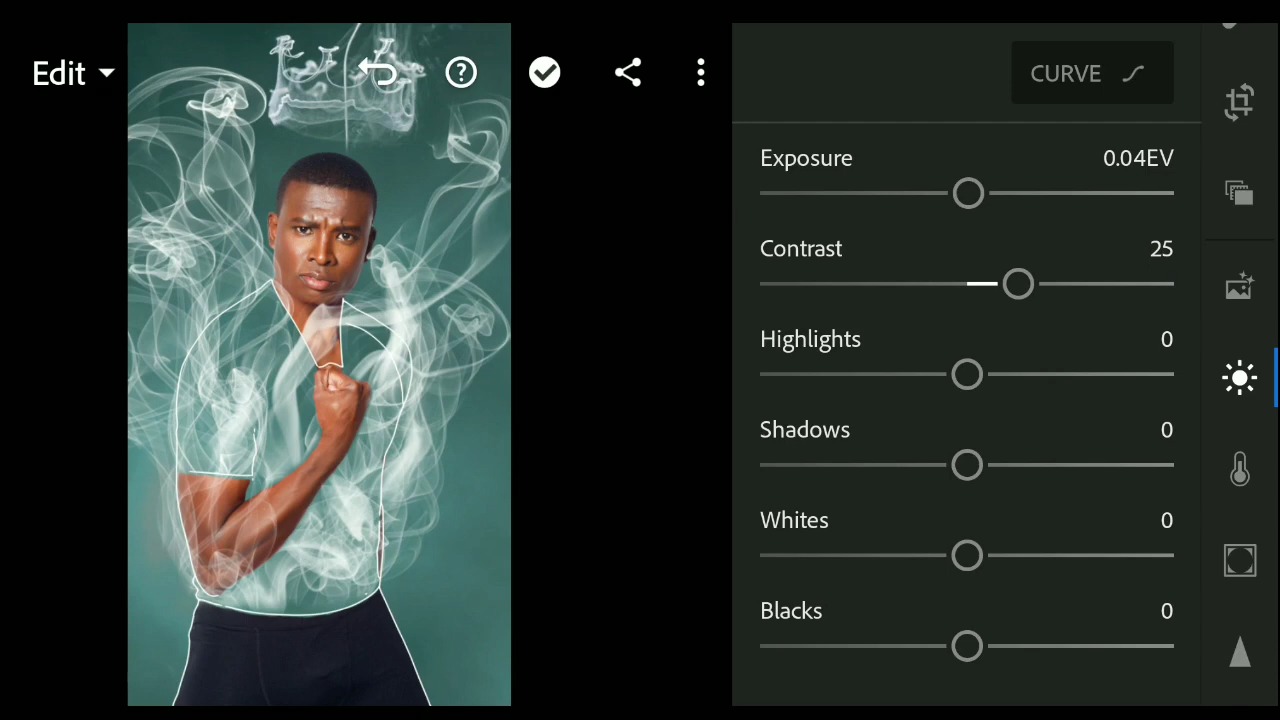 Edit
CURVE
Exposure 0.04EV
Contrast 25
Highlights 0
Shadows 0
Whites 0
Blacks 0